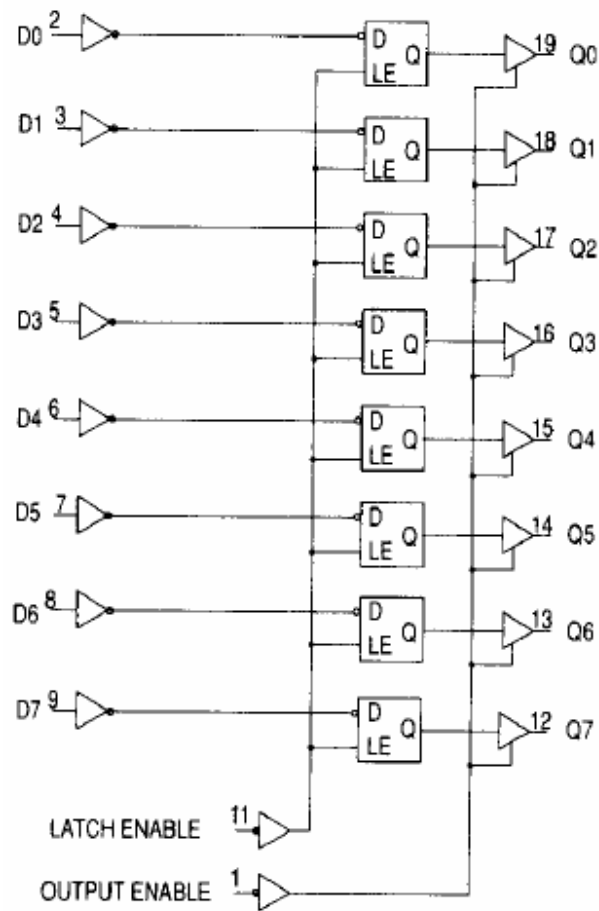 D0 2 D Q LE 19 Q0
D1 3 D Q LE 18 Q1
D2 4 D Q LE 17 Q2
D3 5 D Q LE 16 Q3
D4 6 D Q LE 15 Q4
D5 7 D Q LE 14 Q5
D6 8 D Q LE 13 Q6
D7 9 D Q LE 12 Q7
LATCH ENABLE 11
OUTPUT ENABLE 1